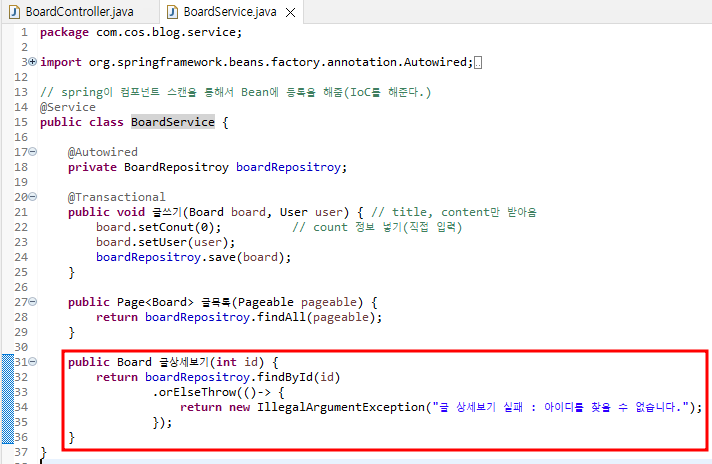 BoardController.java BoardService.java
1 package com.cos.blog.service;
2
3 import org.springframework.beans.factory.annotation.Autowired;
12
13 // spring이 컴포넌트 스캔을 통해서 Bean에 등록을 해줌(IoC를 해준다.)
14 @Service
15 public class BoardService {
16
17 @Autowired
18 private BoardRepositroy boardRepositroy;
19
20 @Transactional
21 public void 글쓰기(Board board, User user) { // title, content만 받아옴
22 board.setConut(0); // count 정보 넣기(직접 입력)
23 board.setUser(user);
24 boardRepositroy.save(board);
25 }
26
27 public Page<Board> 글목록(Pageable pageable) {
28 return boardRepositroy.findAll(pageable);
29 }
30
31 public Board 글상세보기(int id) {
32 return boardRepositroy.findById(id)
33 .orElseThrow(()-> {
34 return new IllegalArgumentException("글 상세보기 실패 : 아이디를 찾을 수 없습니다.");
35 });
36 }
37 }